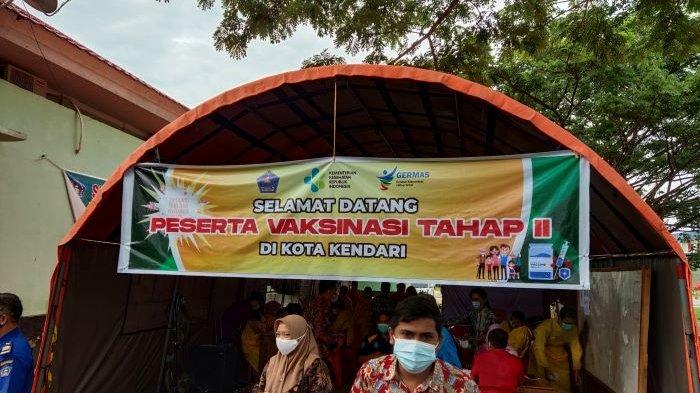 KEMENTERIAN
KESEHATAN
REPUBLIK
INDONESIA
GERMAS
SELAMAT DATANG
PESERTA VAKSINASI TAHAP II
DI KOTA KENDARI